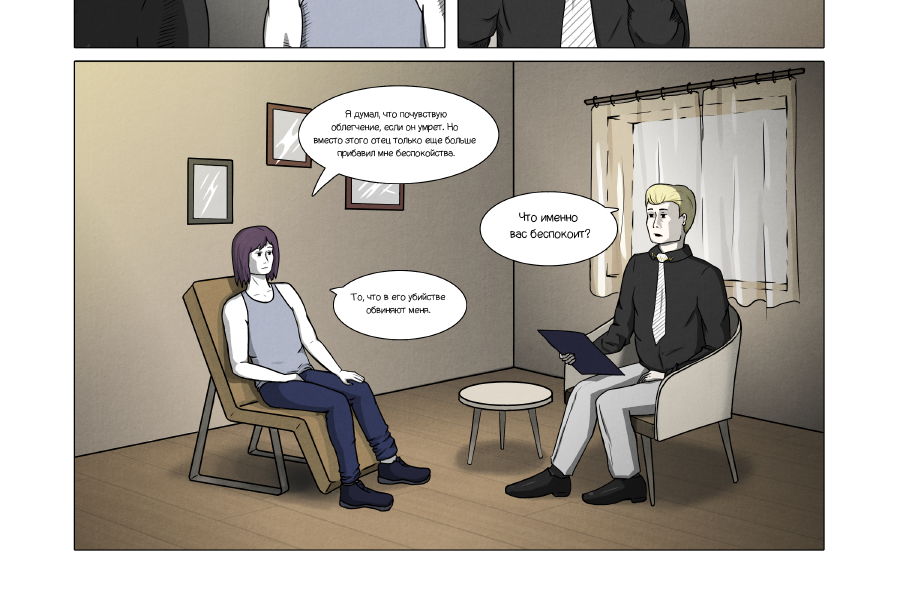 Я думал, что почувствую
облегчение, если он умрет. Но
вместо этого отец только еще больше
прибавил мне беспокойства.
Что именно
вас беспокоит?
То, что в его убийстве
обвиняют меня.